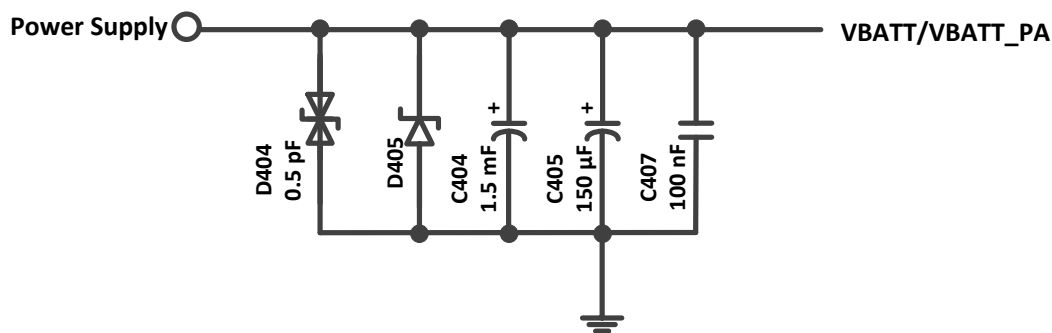 Power Supply
VBATT/VBATT_PA
D404
0.5 pF
D405
C404
1.5 mF
+
C405
150 µF
+
C407
100 nF